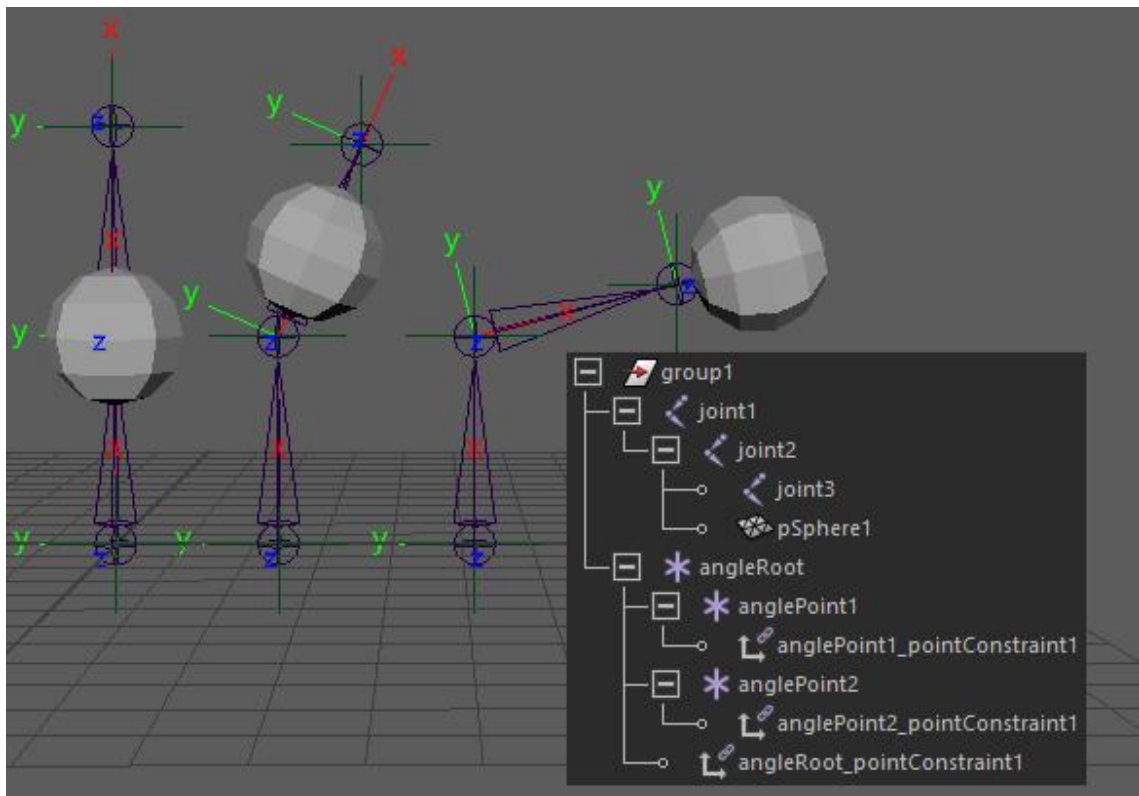 x
x
y
z
y
z
y
z
x
y
x
y
y
z
z
z
x
x
x
y
z
y
z
y
z
group1
joint1
joint2
joint3
pSphere1
angleRoot
anglePoint1
anglePoint1_pointConstraint1
anglePoint2
anglePoint2_pointConstraint1
angleRoot_pointConstraint1